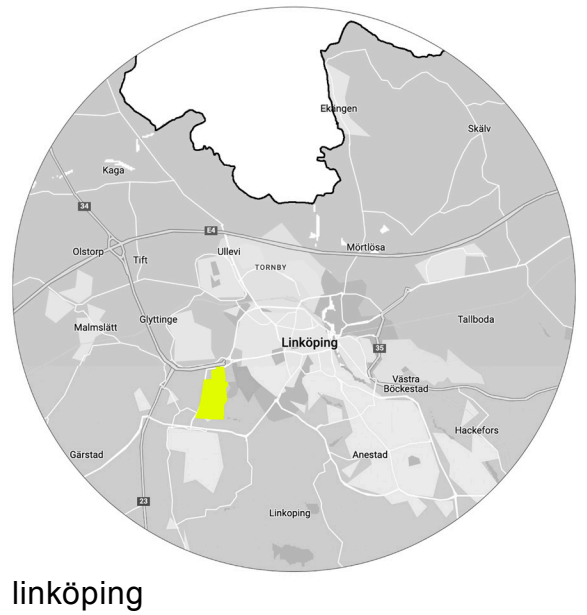 Ekängen
Skälv
Kaga
34
E4
Olstorp
Tift
Ullevi
Mörtlösa
TORNBY
Malmslätt
Glyttinge
Tallboda
Linköping
35
Västra
Böckestad
Hackefors
Gärstad
Anestad
23
Linkoping
linköping